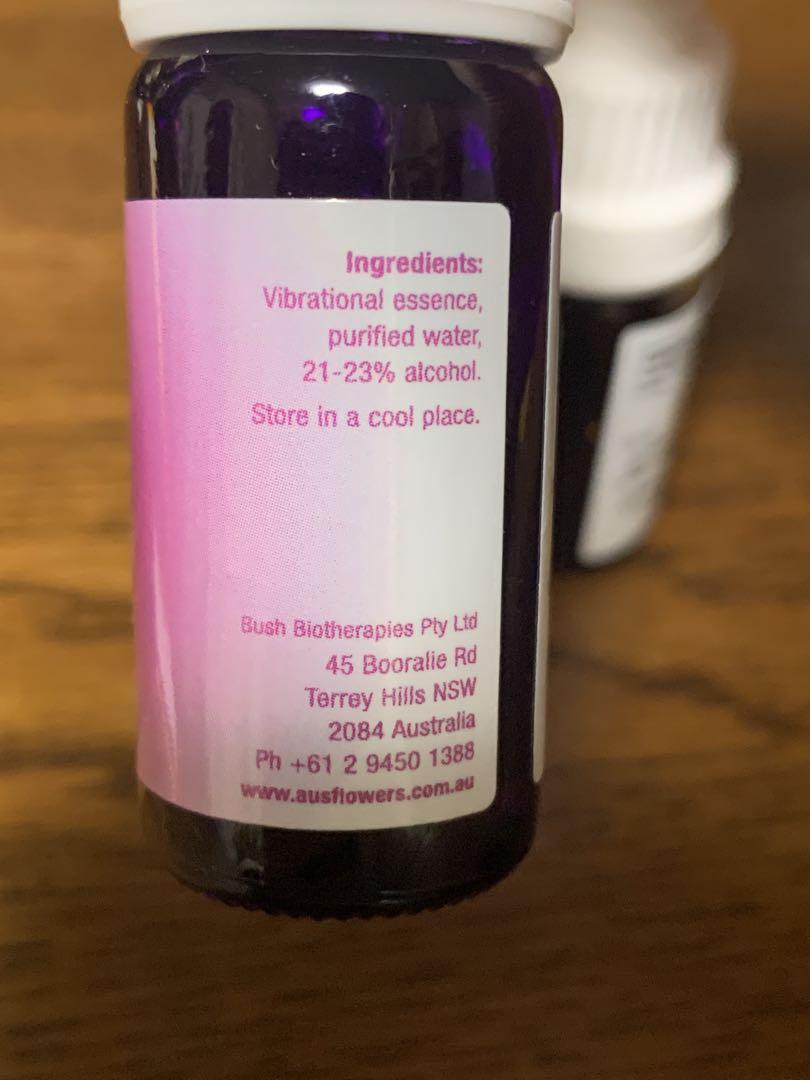 Ingredients:
Vibrational essence,
purified water,
21-23% alcohol.
Store in a cool place.
Bush Biotherapies Pty Ltd
45 Booralie Rd
Terrey Hills NSW
2084 Australia
Ph +61 2 9450 1388
www.ausflowers.com.au